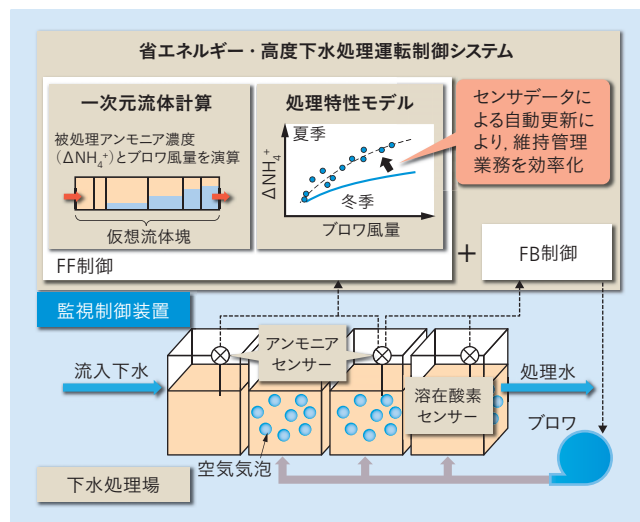 省エネルギー・高度下水処理運転制御システム
一次元流体計算
被処理アンモニア濃度
（ΔNH₄⁺）とブロワ風量を演算
仮想流体塊
処理特性モデル
夏季
ΔNH₄⁺
冬季
ブロワ風量
センサデータに
よる自動更新に
より，維持管理
業務を効率化
FF制御
+
FB制御
監視制御装置
アンモニア
センサー
流入下水
処理水
溶在酸素
センサー
ブロワ
空気気泡
下水処理場